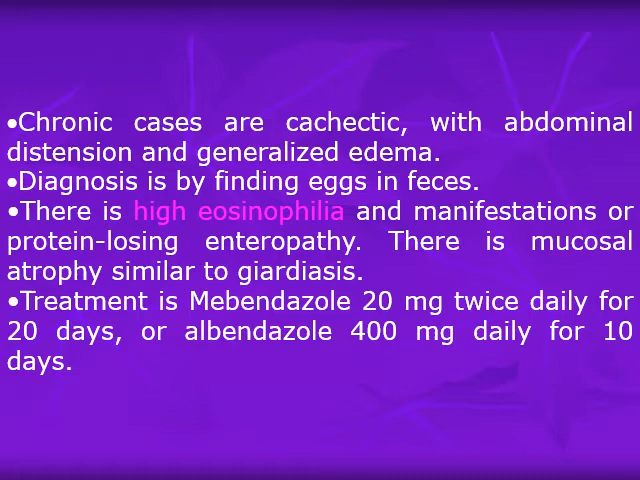 •Chronic cases are cachectic, with abdominal
distension and generalized edema.
•Diagnosis is by finding eggs in feces.
•There is high eosinophilia and manifestations or
protein-losing enteropathy. There is mucosal
atrophy similar to giardiasis.
•Treatment is Mebendazole 20 mg twice daily for
20 days, or albendazole 400 mg daily for 10
days.